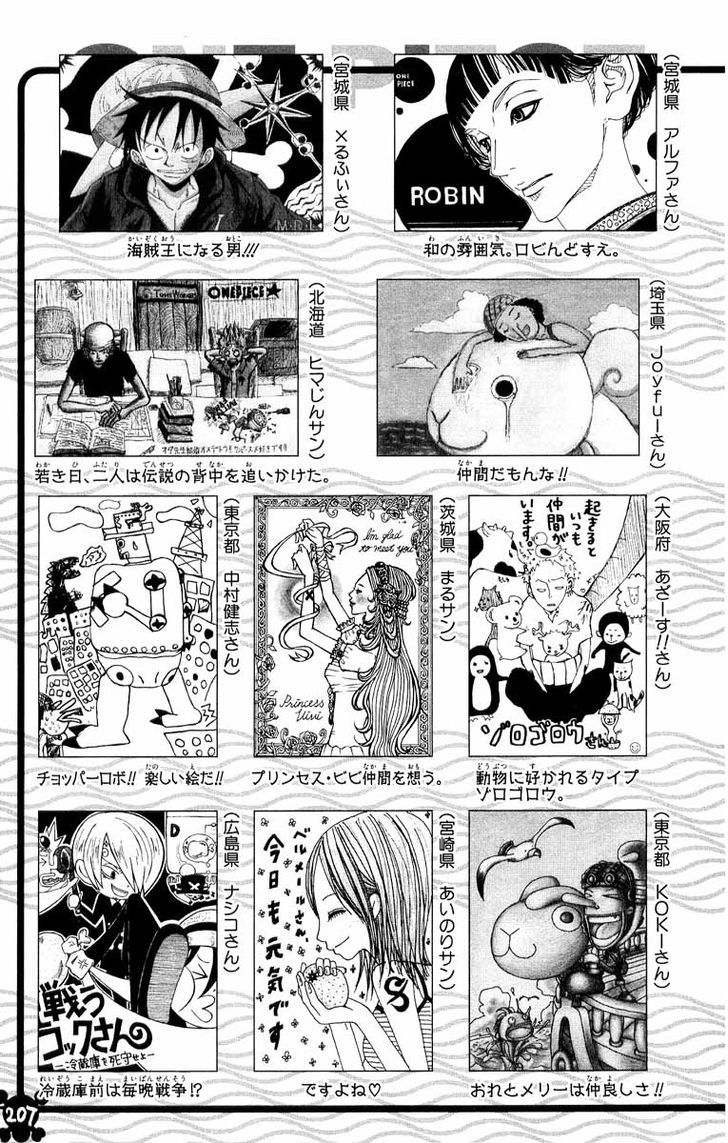 ONE PIECE
ONE PIECE
ROBIN
(宮城県 アルファさん)
和の雰囲気。ロビンどすえ。
(宮城県 ×るふぃさん)
海賊王になる男!!!
(埼玉県 Joyfulーさん)
仲間だもんな!!
Tom's Workers
ONEPIECE★
(北海道 ヒマじんサン)
若き日、二人は伝説の背中を追いかけた。
起きると
いつも
仲間が
います。
ゾロゴロウさん
(大阪府 あざーす!!さん)
動物に好かれるタイプ
ゾロゴロウ。
I'm glad
to meet you
Princess
Vivi
(茨城県 まるサン)
プリンセス・ビビ仲間を想う。
(東京都 中村健志さん)
チョッパーロボ!! 楽しい絵だ!!
(東京都 KOKIーさん)
おれとメリーは仲良しさ!!
ベルメールさん、
今日も元気です
(宮崎県 あいのりサン)
ですよね♡
D
戦う
コックさんの
―冷蔵庫を死守せよ―
(広島県 ナシコさん)
冷蔵庫前は毎晩戦争!?
207